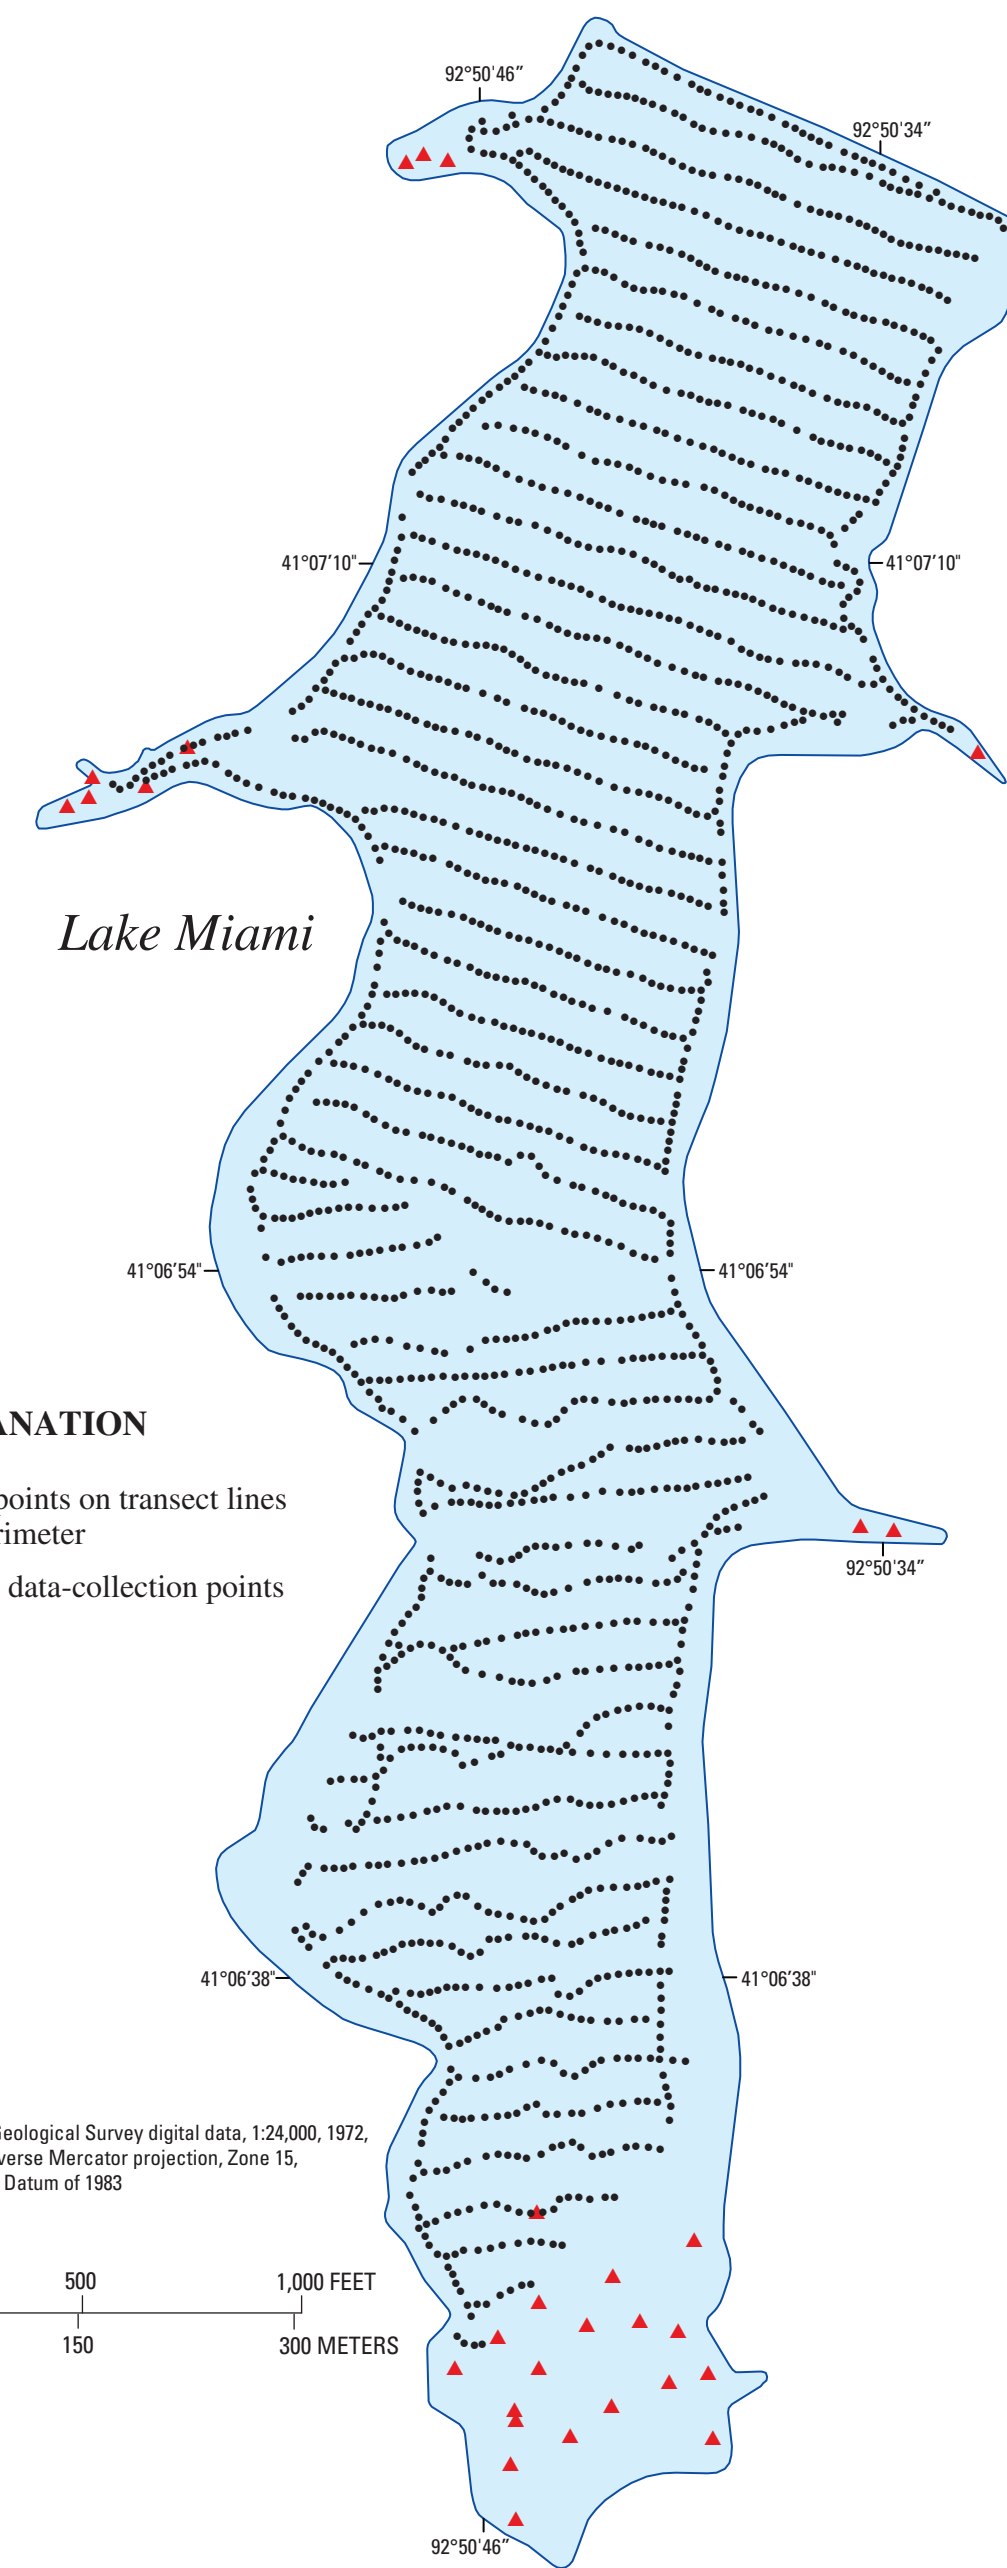 92°50'46”
92°50'34”
41°07'10"
41°07'10"
Lake Miami
41°06'54"
41°06'54"
ANATION
points on transect lines
rimeter
data-collection points
92°50'34”
41°06'38"
41°06'38"
Geological Survey digital data, 1:24,000, 1972,
verse Mercator projection, Zone 15,
Datum of 1983
500
1,000 FEET
150
300 METERS
92°50'46”